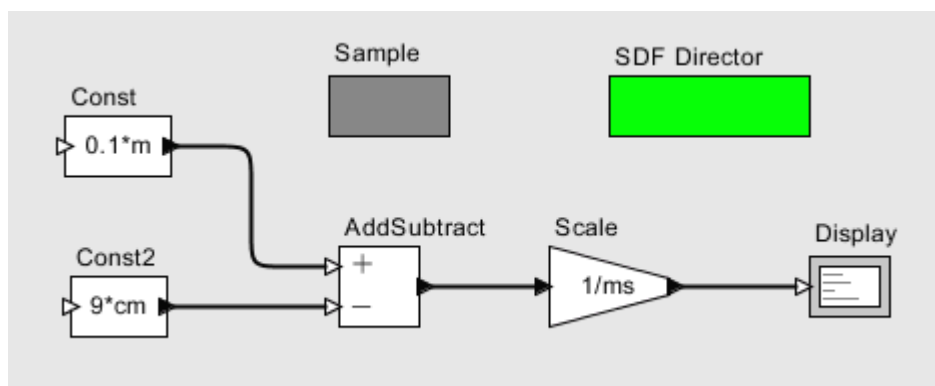 Sample
SDF Director
Const
0.1*m
AddSubtract
+
−
Scale
1/ms
Display
Const2
9*cm